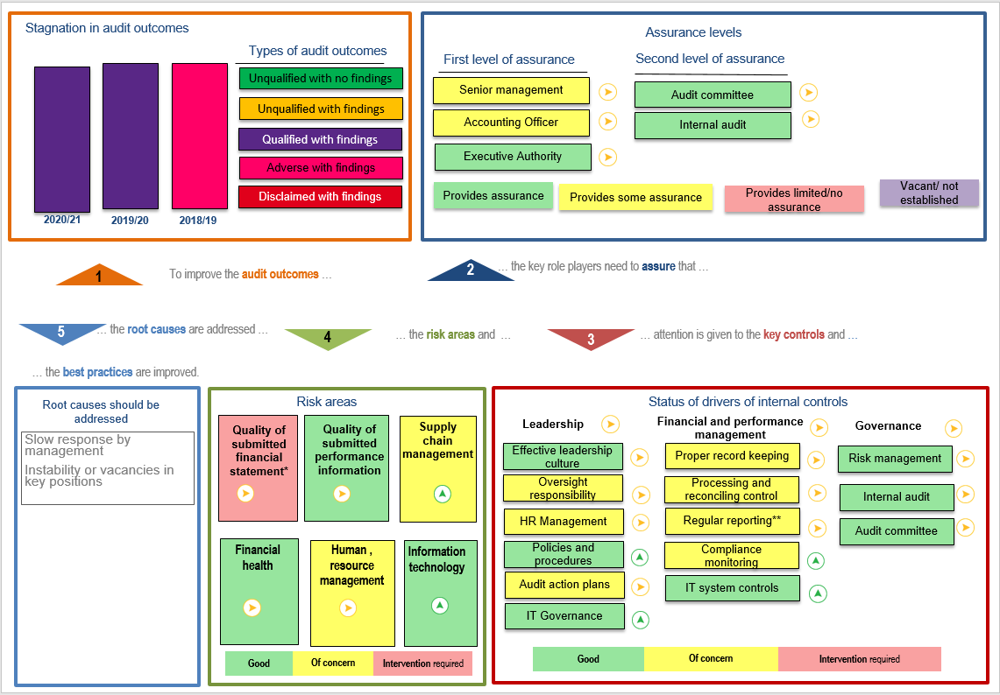 Stagnation in audit outcomes
Types of audit outcomes
Unqualified with no findings
Unqualified with findings
Qualified with findings
Adverse with findings
Disclaimed with findings
2020/21
2019/20
2018/19
Assurance levels
First level of assurance
Second level of assurance
Senior management
Accounting Officer
Executive Authority
Audit committee
Internal audit
Provides assurance
Provides some assurance
Provides limited/no
assurance
Vacant/ not
established
1
To improve the audit outcomes …
2
… the key role players need to assure that …
5
… the root causes are addressed …
4
… the risk areas and …
3
… attention is given to the key controls and …
… the best practices are improved.
Root causes should be
addressed
Slow response by
management
Instability or vacancies in
key positions
Risk areas
Quality of
submitted
financial
statement*
Quality of
submitted
performance
information
Supply
chain
management
Financial
health
Human ,
resource
management
Information
technology
Good
Of concern
Intervention required
Status of drivers of internal controls
Leadership
Effective leadership
culture
Oversight
responsibility
HR Management
Policies and
procedures
Audit action plans
IT Governance
Financial and performance
management
Proper record keeping
Processing and
reconciling control
Regular reporting**
Compliance
monitoring
IT system controls
Governance
Risk management
Internal audit
Audit committee
Good
Of concern
Intervention required